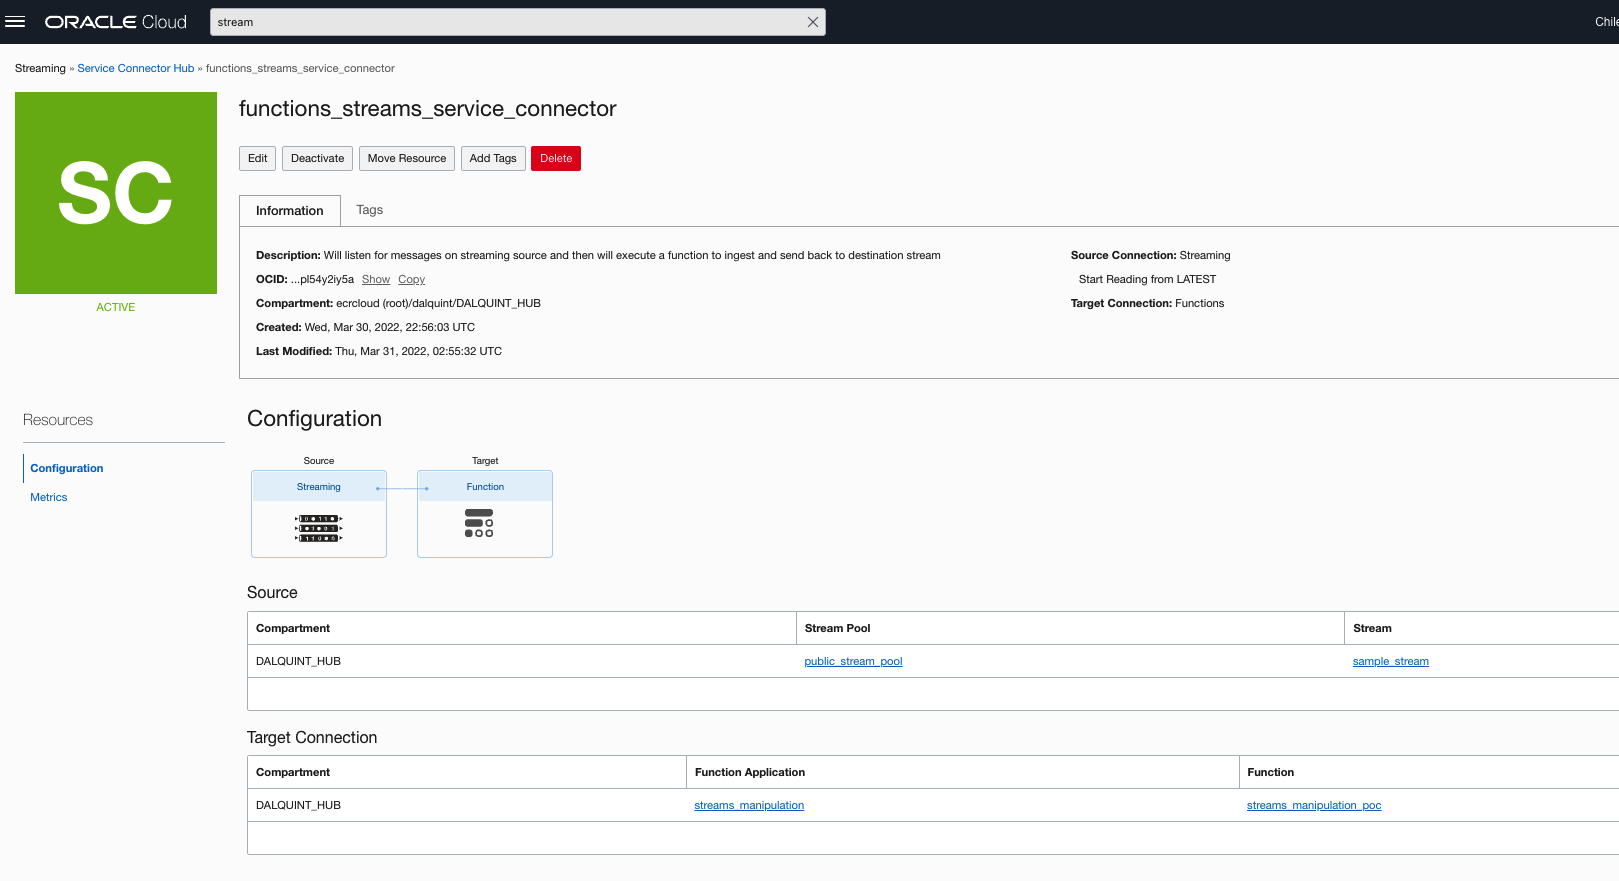 ORACLE Cloud
stream
Chile
Streaming » Service Connector Hub » functions_streams_service_connector
SC
ACTIVE
functions_streams_service_connector
Edit Deactivate Move Resource Add Tags Delete
Information Tags
Description: Will listen for messages on streaming source and then will execute a function to ingest and send back to destination stream
OCID: ...pl54y2iy5a Show Copy
Compartment: ecrcloud (root)/dalquint/DALQUINT_HUB
Created: Wed, Mar 30, 2022, 22:56:03 UTC
Last Modified: Thu, Mar 31, 2022, 02:55:32 UTC
Source Connection: Streaming
Start Reading from LATEST
Target Connection: Functions
Resources
Configuration
Metrics
Configuration
Source Target
Streaming Function
Source
Compartment Stream Pool Stream
DALQUINT_HUB public_stream_pool sample_stream
Target Connection
Compartment Function Application Function
DALQUINT_HUB streams_manipulation streams_manipulation_poc